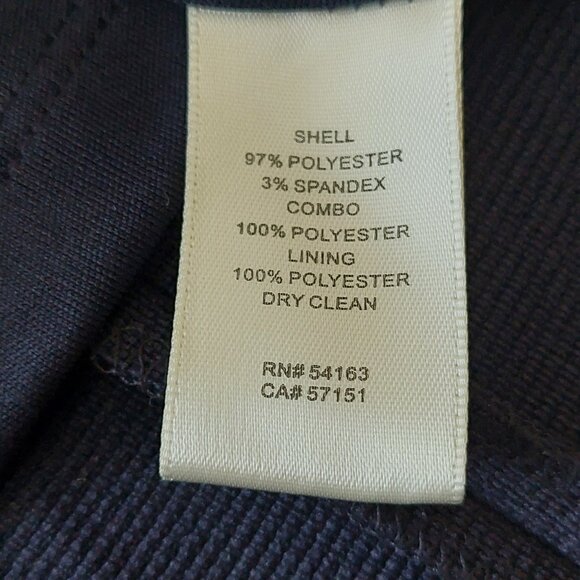 SHELL
97% POLYESTER
3% SPANDEX
COMBO
100% POLYESTER
LINING
100% POLYESTER
DRY CLEAN
RN# 54163
CA# 57151